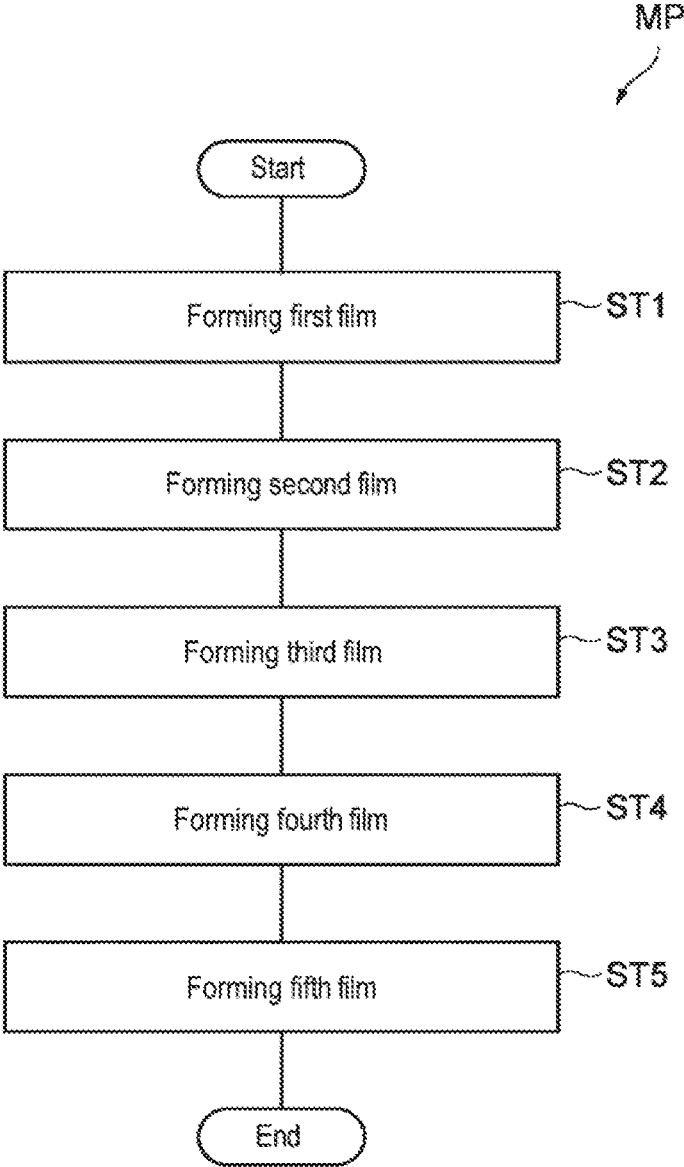 MP
Start
Forming first film
ST1
Forming second film
ST2
Forming third film
ST3
Forming fourth film
ST4
Forming fifth film
ST5
End